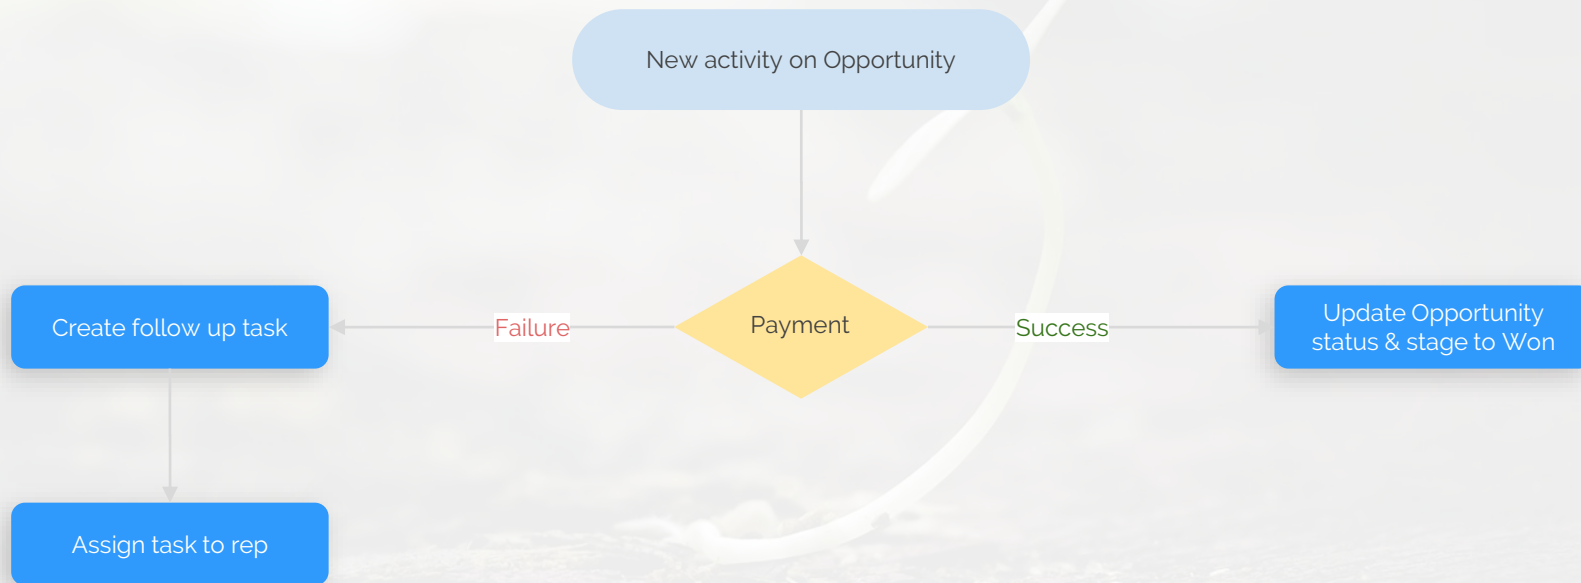 New activity on Opportunity
Payment
Failure
Success
Create follow up task
Update Opportunity
status & stage to Won
Assign task to rep